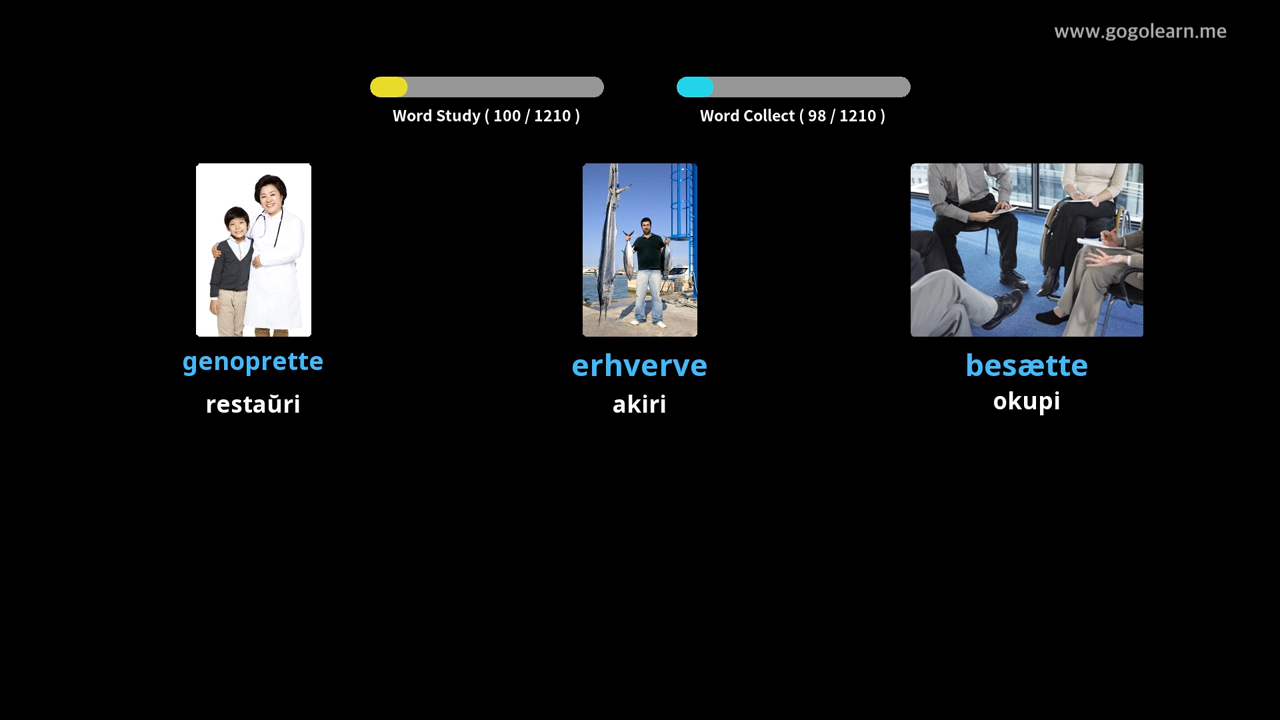 www.gogolearn.me
Word Study ( 100 / 1210 )
Word Collect ( 98 / 1210 )
genoprette
erhverve
besætte
restaŭri
akiri
okupi